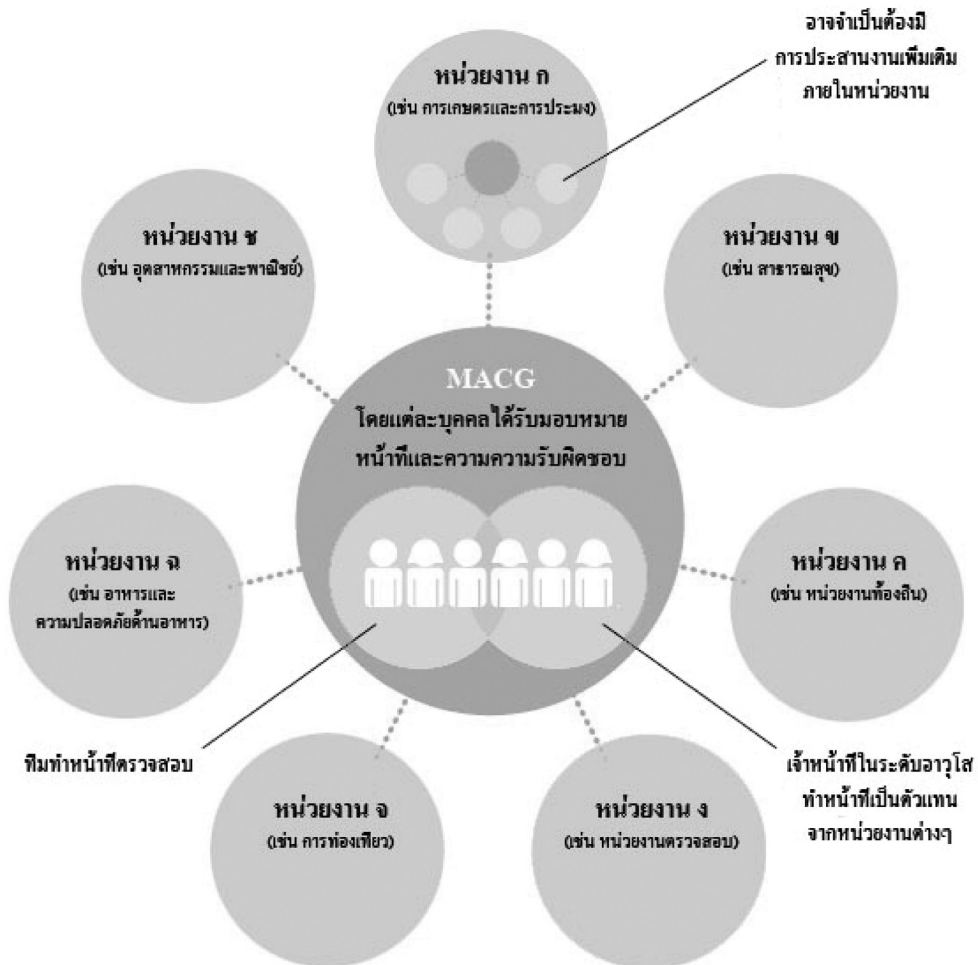 อาจจำเป็นต้องมี
การประสานงานเพิ่มเติม
ภายในหน่วยงาน
หน่วยงาน ก
(เช่น การเกษตรและการประมง)
หน่วยงาน ช
(เช่น อุตสาหกรรมและพาณิชย์)
หน่วยงาน ข
(เช่น สาธารณสุข)
MACG
โดยแต่ละบุคคลได้รับมอบหมาย
หน้าที่และความความรับผิดชอบ
หน่วยงาน ฉ
(เช่น อาหารและ
ความปลอดภัยด้านอาหาร)
หน่วยงาน ค
(เช่น หน่วยงานท้องถิ่น)
ทีมทำหน้าที่ตรวจสอบ
เจ้าหน้าที่ในระดับอาวุโส
ทำหน้าที่เป็นตัวแทน
จากหน่วยงานต่างๆ
หน่วยงาน จ
(เช่น การท่องเที่ยว)
หน่วยงาน ง
(เช่น หน่วยงานตรวจสอบ)